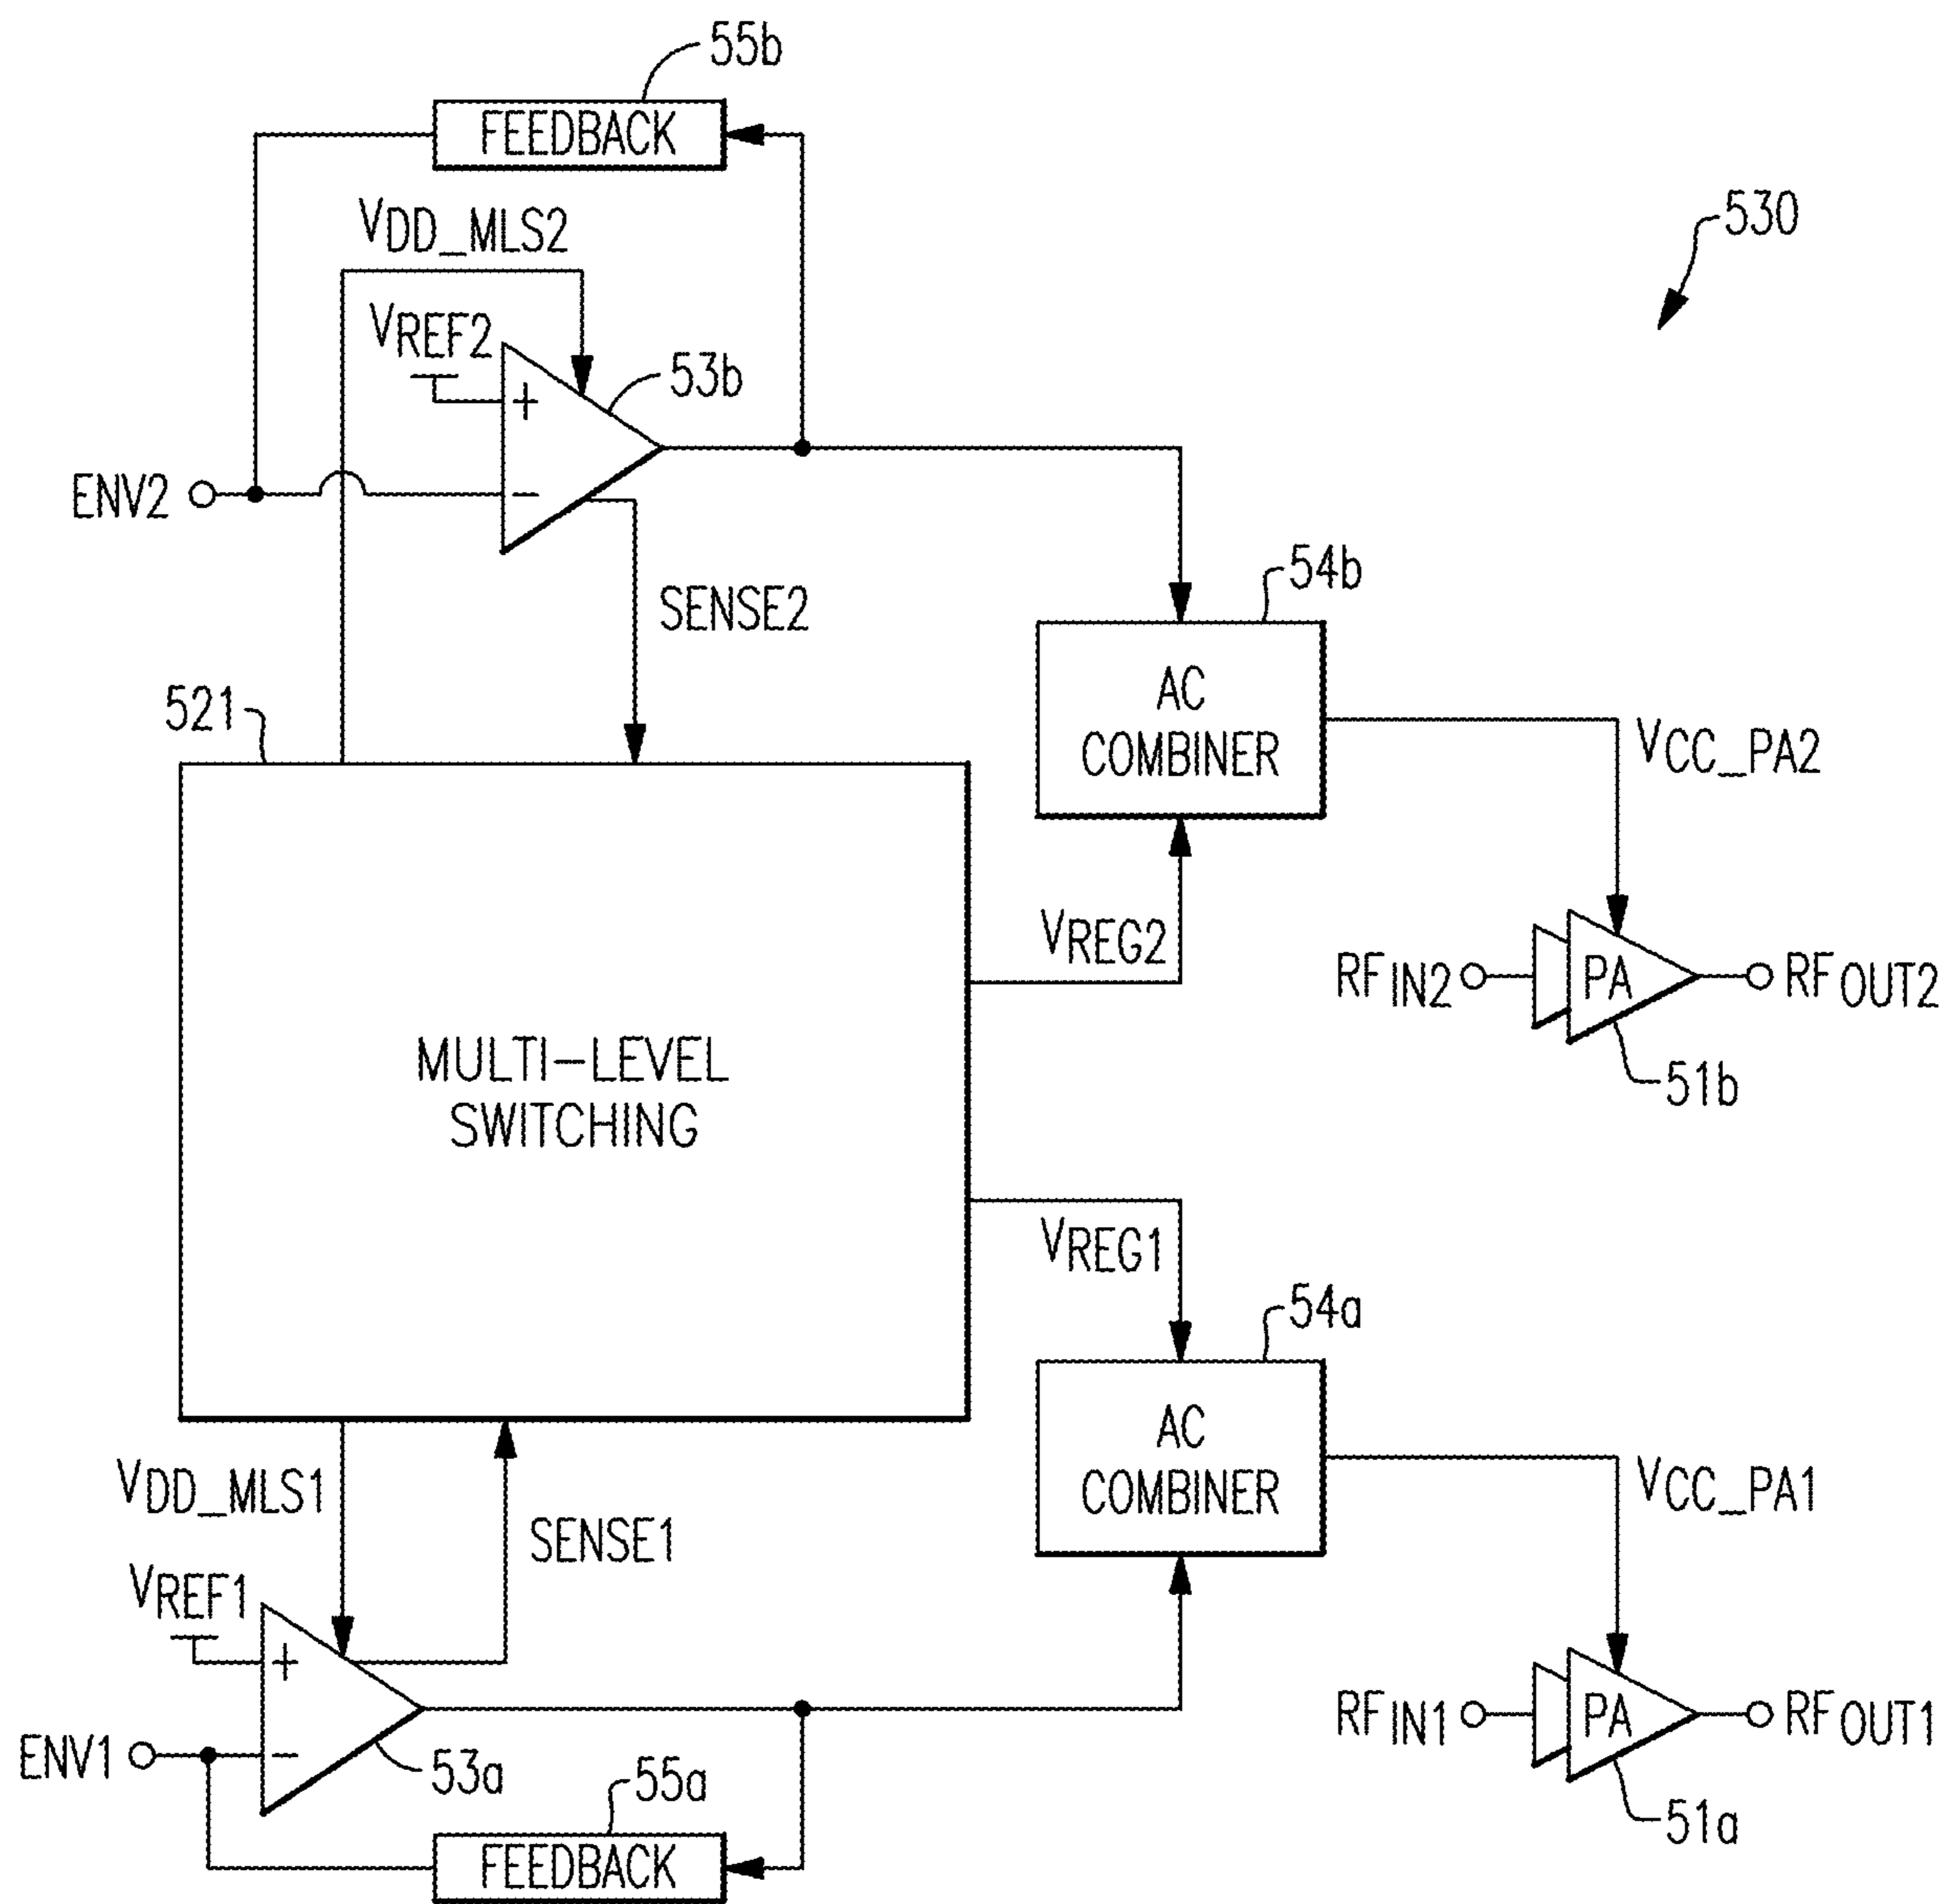 55b
FEEDBACK
VDD_MLS2
530
VREF2
53b
+
ENV2
−
54b
SENSE2
AC
COMBINER
521
VCC_PA2
VREG2
RFIN2
PA
RFOUT2
MULTI-LEVEL
SWITCHING
51b
VREG1
54a
AC
COMBINER
VDD_MLS1
SENSE1
VCC_PA1
VREF1
+
RFIN1
PA
RFOUT1
ENV1
−
53a
55a
51a
FEEDBACK